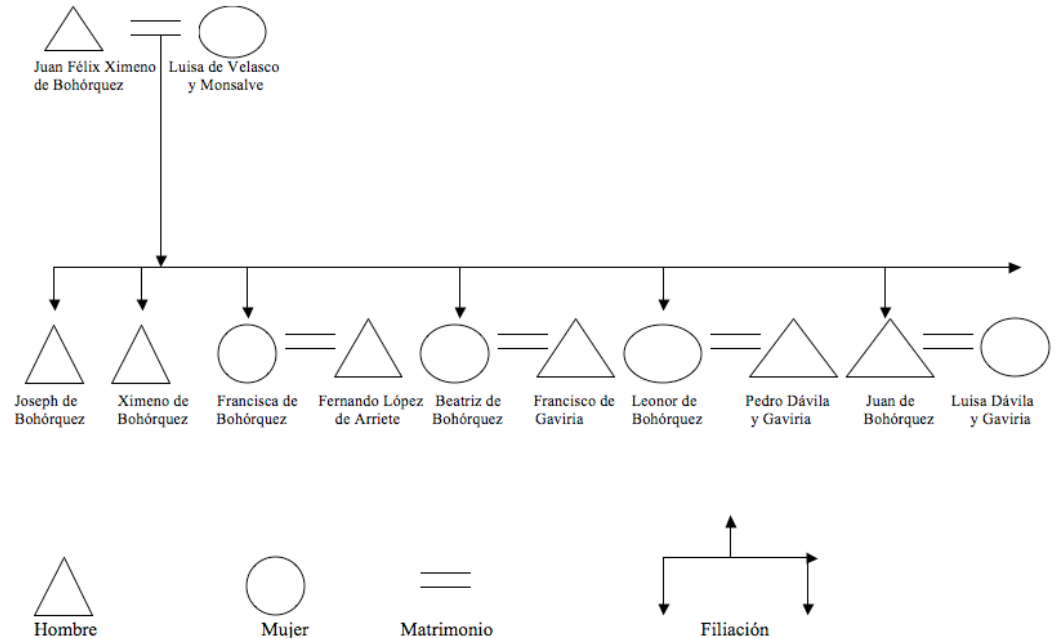 Juan Félix Ximeno
de Bohórquez
Luisa de Velasco
y Monsalve
Joseph de
Bohórquez
Ximeno de
Bohórquez
Francisca de
Bohórquez
Fernando López
de Arriete
Beatriz de
Bohórquez
Francisco de
Gaviria
Leonor de
Bohórquez
Pedro Dávila
y Gaviria
Juan de
Bohórquez
Luisa Dávila
y Gaviria
Hombre
Mujer
Matrimonio
Filiación